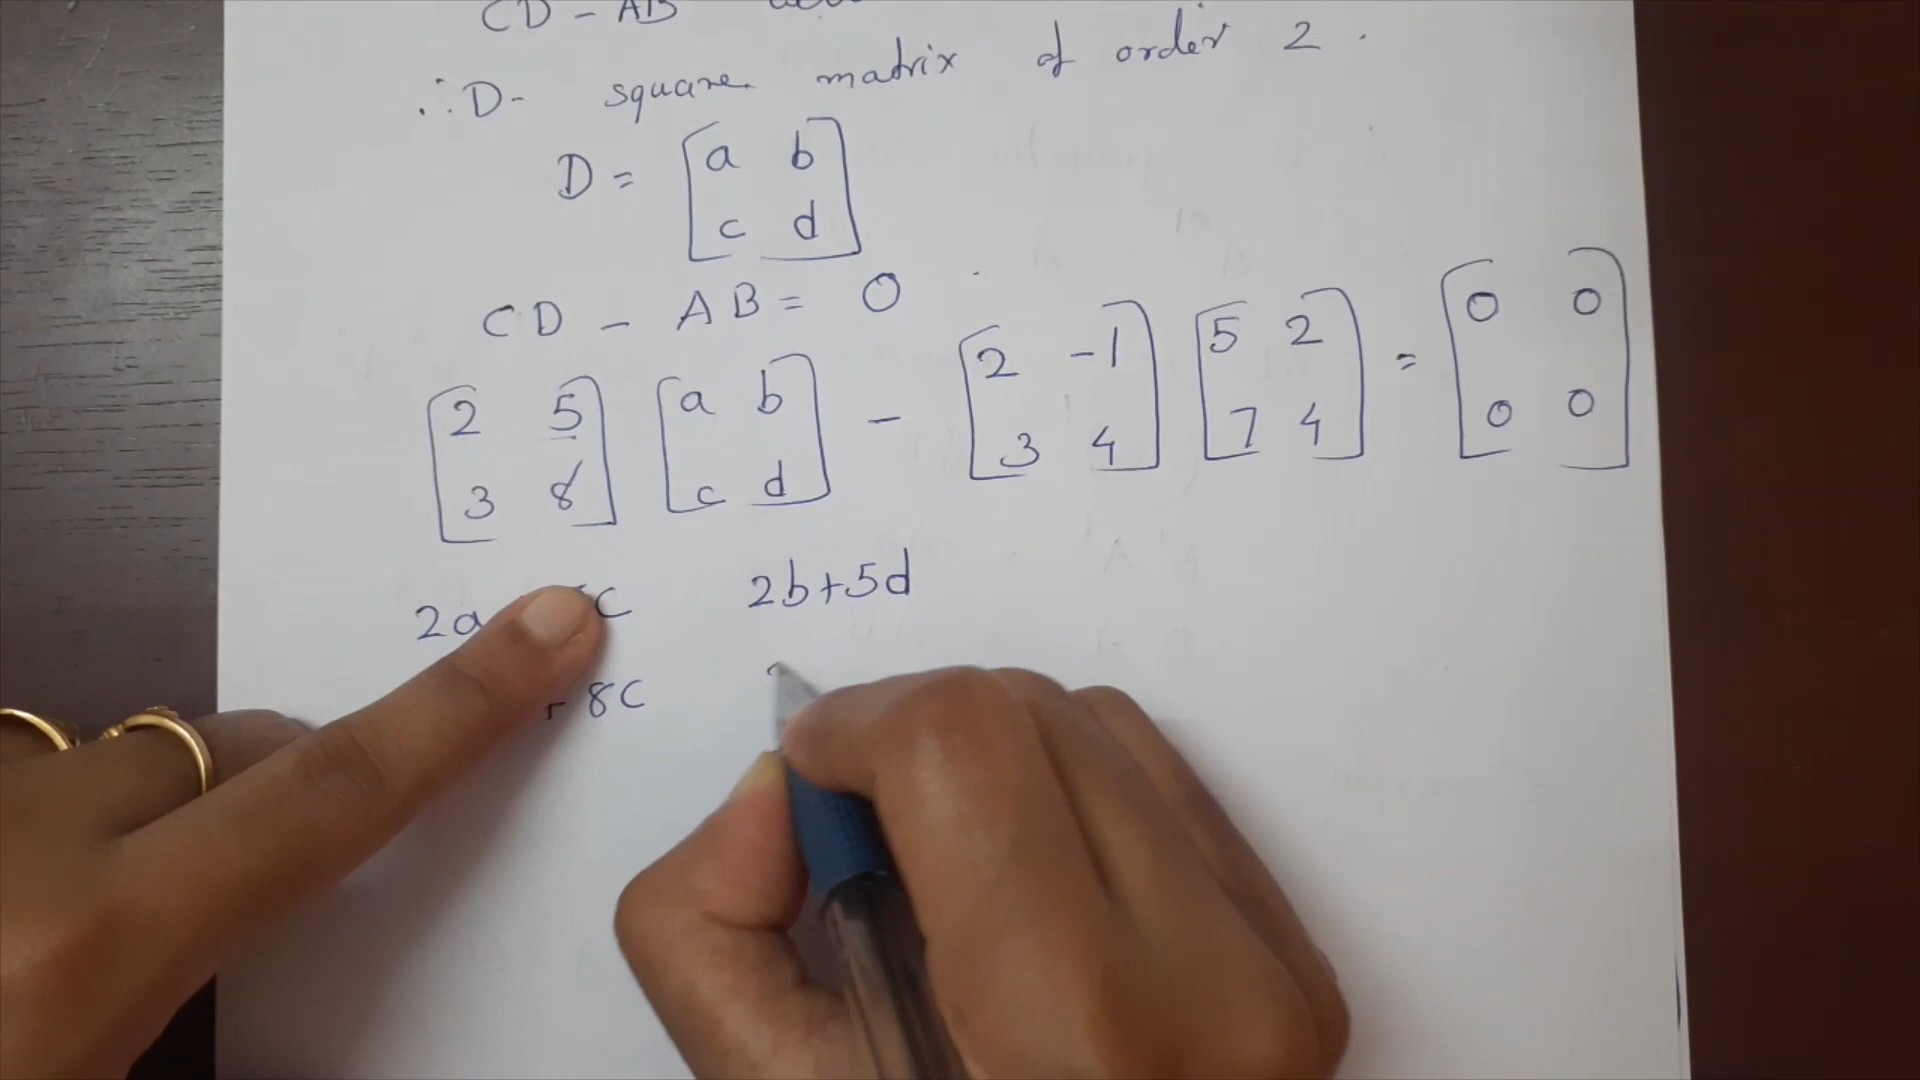 CD - AB
∴ D - square matrix of order 2.
D = [a b
c d]
CD - AB = 0
[2 5 [a b - [2 -1 [5 2 = [0 0
3 8] c d] 3 4] 7 4] 0 0]
2a C 2b+5d
8C